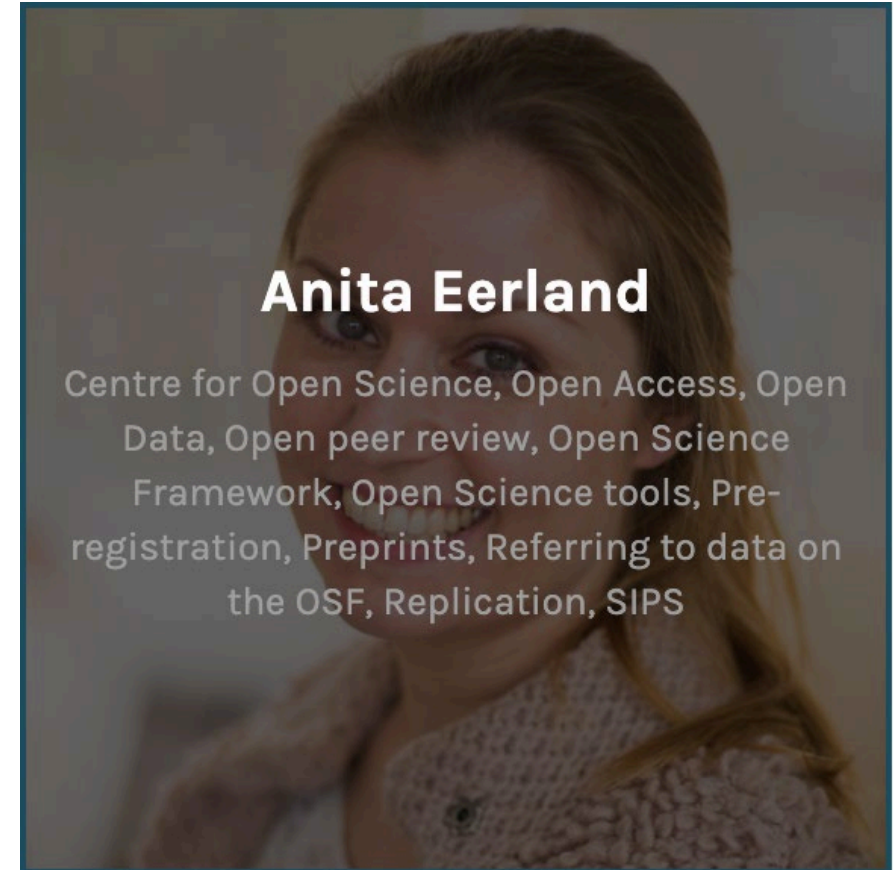 Anita Eerland
Centre for Open Science, Open Access, Open
Data, Open peer review, Open Science
Framework, Open Science tools, Pre-
registration, Preprints, Referring to data on
the OSF, Replication, SIPS